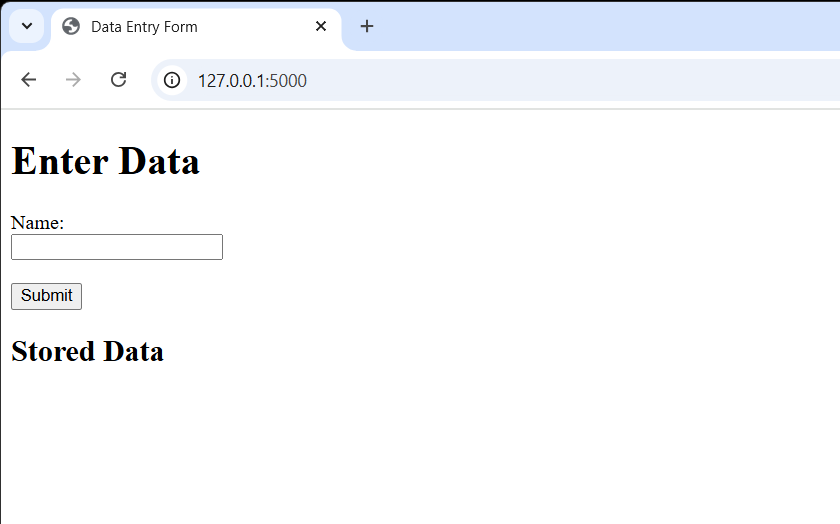 Data Entry Form
127.0.0.1:5000
Enter Data
Name:
Submit
Stored Data